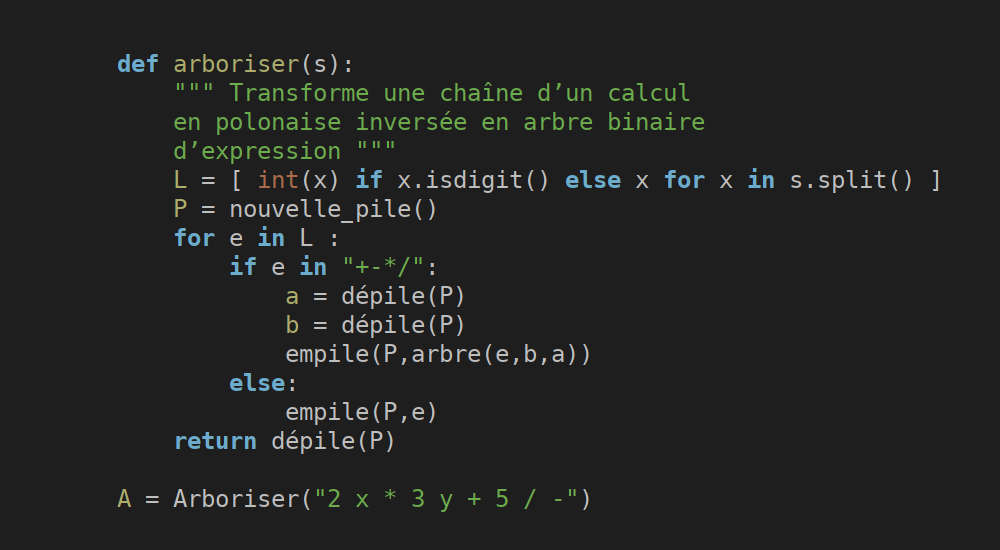 def arboriser(s):
    """ Transforme une chaîne d’un calcul
    en polonaise inversée en arbre binaire
    d’expression """
    L = [ int(x) if x.isdigit() else x for x in s.split() ]
    P = nouvelle_pile()
    for e in L :
        if e in "+-*/":
            a = dépile(P)
            b = dépile(P)
            empile(P,arbre(e,b,a))
        else:
            empile(P,e)
    return dépile(P)

A = Arboriser("2 x * 3 y + 5 / -")